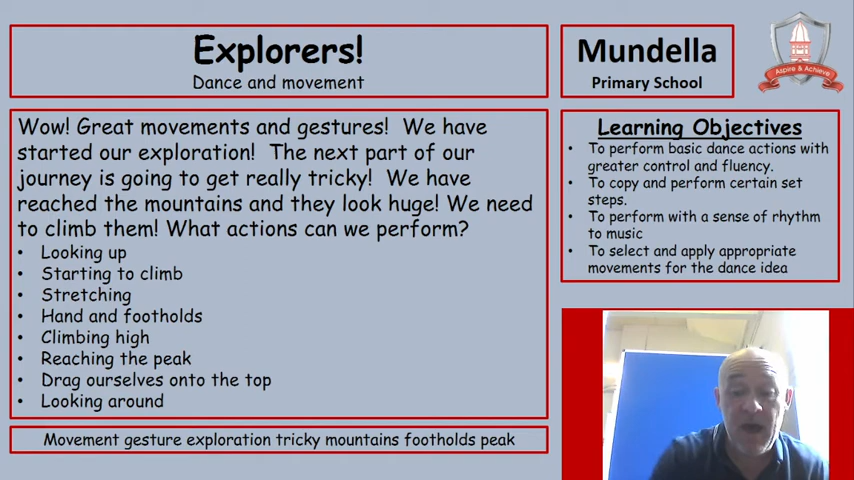 Explorers!
Dance and movement
Mundella
Primary School
Aspire & Achieve
Wow! Great movements and gestures! We have
started our exploration! The next part of our
journey is going to get really tricky! We have
reached the mountains and they look huge! We need
to climb them! What actions can we perform?
• Looking up
• Starting to climb
• Stretching
• Hand and footholds
• Climbing high
• Reaching the peak
• Drag ourselves onto the top
• Looking around
Learning Objectives
• To perform basic dance actions with
greater control and fluency.
• To copy and perform certain set
steps.
• To perform with a sense of rhythm
to music
• To select and apply appropriate
movements for the dance idea
Movement gesture exploration tricky mountains footholds peak